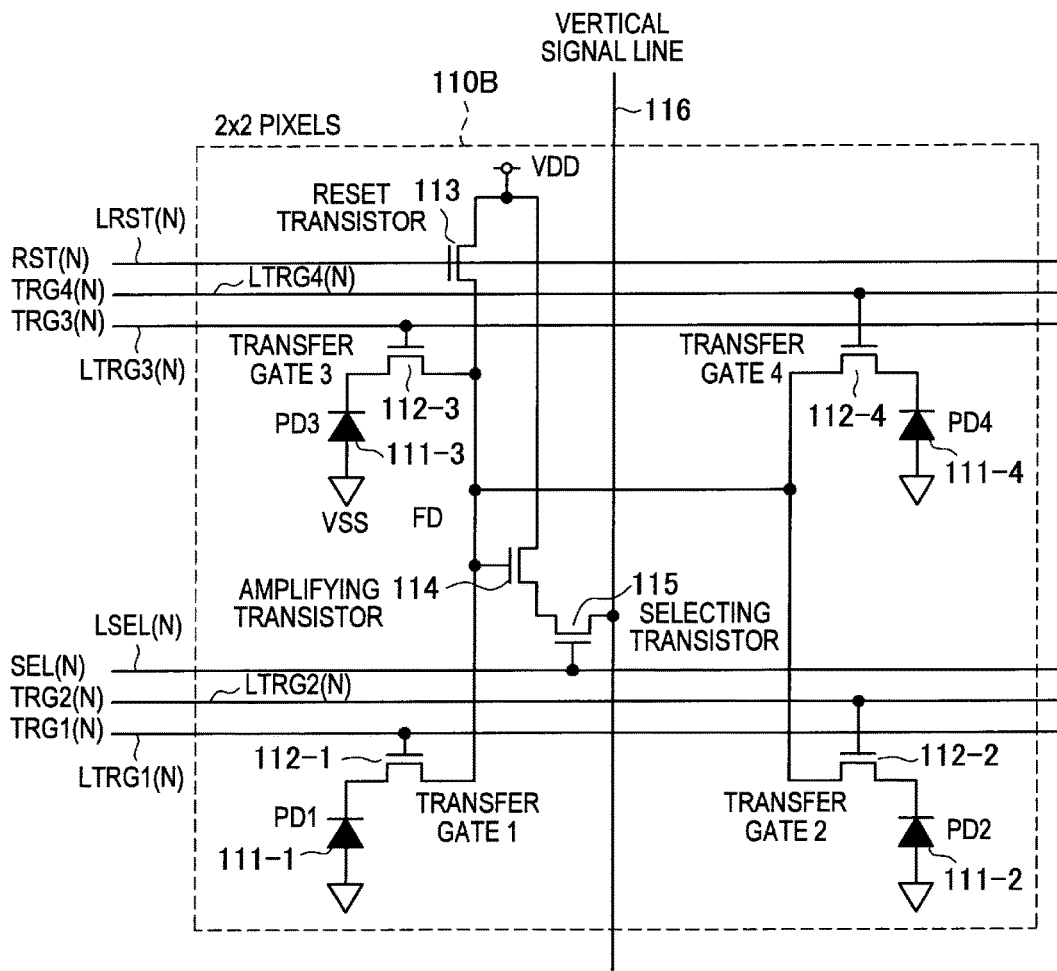 VERTICAL
SIGNAL LINE
110B
116
2x2 PIXELS
VDD
113
RESET
TRANSISTOR
LRST(N)
RST(N)
LTRG4(N)
TRG4(N)
TRG3(N)
TRANSFER
GATE 3
TRANSFER
GATE 4
LTRG3(N)
112-3
112-4
PD3
PD4
111-3
111-4
VSS
FD
115
AMPLIFYING
TRANSISTOR
114
SELECTING
TRANSISTOR
LSEL(N)
SEL(N)
LTRG2(N)
TRG2(N)
TRG1(N)
112-1
112-2
LTRG1(N)
TRANSFER
GATE 1
TRANSFER
GATE 2
PD1
PD2
111-1
111-2